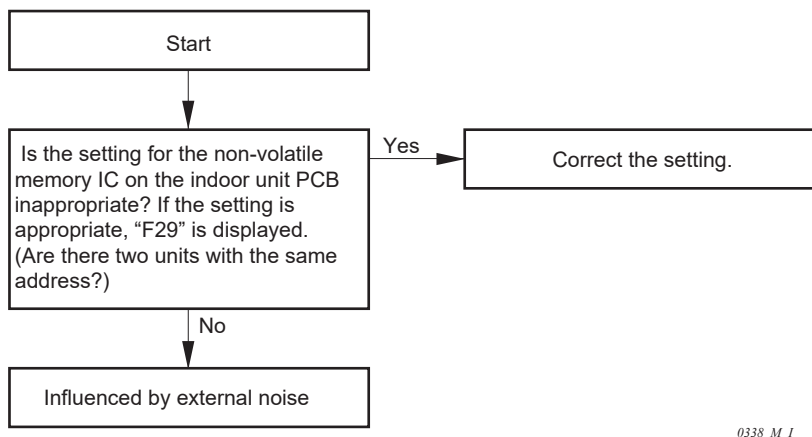 Start
Is the setting for the non-volatile
memory IC on the indoor unit PCB
inappropriate? If the setting is
appropriate, “F29” is displayed.
(Are there two units with the same
address?)
Yes
Correct the setting.
No
Influenced by external noise
0338_M_I